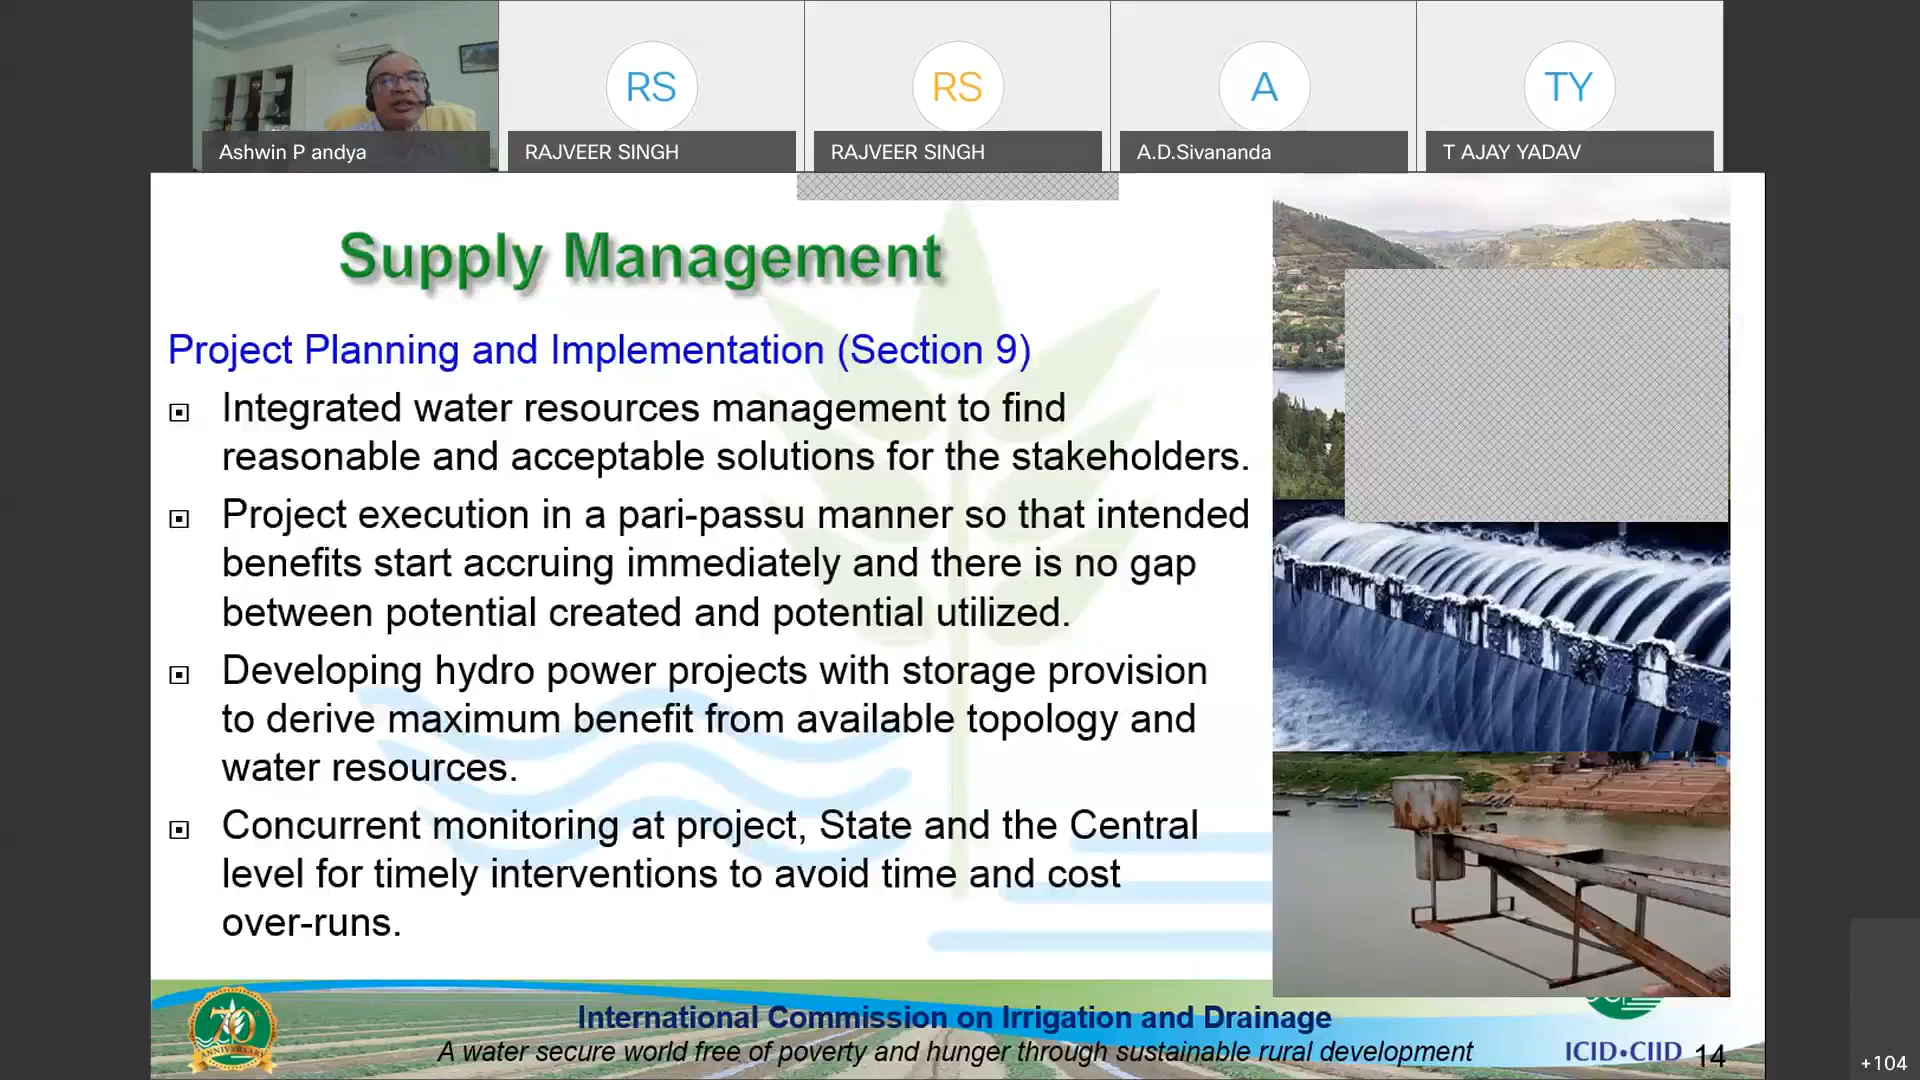 RS
RS
A
TY
Ashwin P andya
RAJVEER SINGH
RAJVEER SINGH
A.D.Sivananda
T AJAY YADAV
Supply Management
Project Planning and Implementation (Section 9)
Integrated water resources management to find
reasonable and acceptable solutions for the stakeholders.
Project execution in a pari-passu manner so that intended
benefits start accruing immediately and there is no gap
between potential created and potential utilized.
Developing hydro power projects with storage provision
to derive maximum benefit from available topology and
water resources.
Concurrent monitoring at project, State and the Central
level for timely interventions to avoid time and cost
over-runs.
70
ANNIVERSARY
International Commission on Irrigation and Drainage
A water secure world free of poverty and hunger through sustainable rural development
ICID•CIID
14
+104